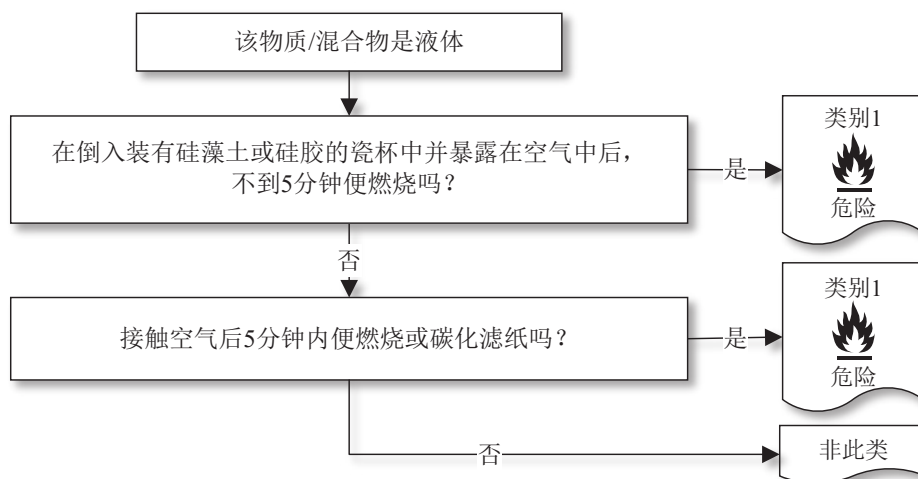 该物质/混合物是液体
在倒入装有硅藻土或硅胶的瓷杯中并暴露在空气中后，
不到5分钟便燃烧吗？
是
类别1
危险
否
接触空气后5分钟内便燃烧或碳化滤纸吗？
是
类别1
危险
否
非此类